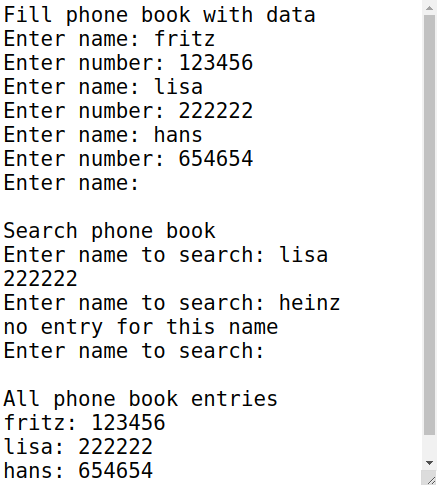 Fill phone book with data
Enter name: fritz
Enter number: 123456
Enter name: lisa
Enter number: 222222
Enter name: hans
Enter number: 654654
Enter name:
Search phone book
Enter name to search: lisa
222222
Enter name to search: heinz
no entry for this name
Enter name to search:
All phone book entries
fritz: 123456
lisa: 222222
hans: 654654